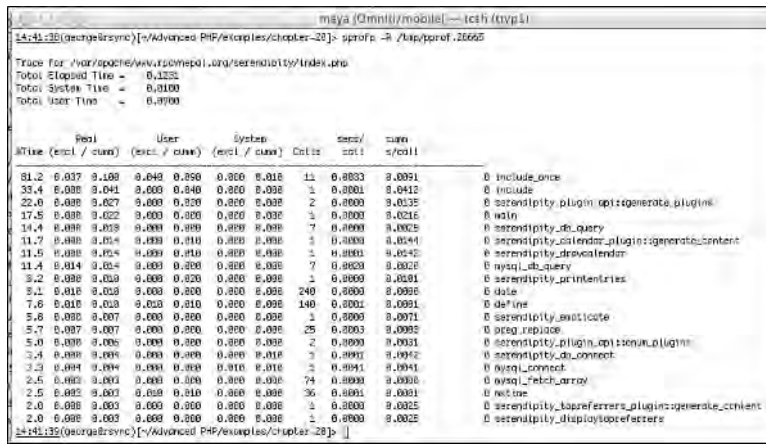 maya (Omniti/mobile) — tcsh (ttyp1)
14:41:30(george@rsync)[~/Advanced PHP/examples/chapter-20]> pprofp -R /tmp/pprof.20665
Trace for /var/apache/www.rpovnepal.org/serendipity/index.php
Total Elapsed Time = 0.1231
Total System Time = 0.0100
Total User Time = 0.0900
Real User System secs/ cumm
%Time (excl / cumm) (excl / cumm) (excl / cumm) Calls call s/call
81.2 0.037 0.100 0.040 0.090 0.000 0.010 11 0.0033 0.0091 0 include_once
33.4 0.000 0.041 0.000 0.040 0.000 0.000 1 0.0001 0.0412 0 include
22.0 0.000 0.027 0.000 0.020 0.000 0.000 2 0.0000 0.0135 0 serendipity_plugin_api::generate_plugins
17.5 0.000 0.022 0.000 0.000 0.000 0.000 1 0.0000 0.0216 0 main
14.4 0.000 0.018 0.000 0.000 0.000 0.000 7 0.0000 0.0025 0 serendipity_db_query
11.7 0.000 0.014 0.000 0.010 0.000 0.000 1 0.0000 0.0144 0 serendipity_calendar_plugin::generate_content
11.5 0.000 0.014 0.000 0.010 0.000 0.000 1 0.0001 0.0142 0 serendipity_drawcalendar
11.4 0.014 0.014 0.000 0.000 0.000 0.000 7 0.0020 0.0020 0 mysql_db_query
0.000 0.010 0.000 0.020 0.000 0.000 1 0.0000 0.0101 0 serendipity_printentries
0.010 0.010 0.000 0.000 0.000 0.000 240 0.0000 0.0000 0 date
7.8 0.010 0.010 0.010 0.010 0.000 0.000 140 0.0001 0.0001 0 define
5.8 0.000 0.007 0.000 0.000 0.000 0.000 1 0.0000 0.0071 0 serendipity_emoticate
5.7 0.007 0.007 0.000 0.000 0.000 0.000 25 0.0003 0.0003 0 preg_replace
5.0 0.000 0.006 0.000 0.000 0.000 0.000 2 0.0000 0.0031 0 serendipity_plugin_api::enum_plugins
3.4 0.000 0.004 0.000 0.000 0.000 0.010 1 0.0001 0.0042 0 serendipity_db_connect
3.3 0.004 0.004 0.000 0.000 0.010 0.010 1 0.0041 0.0041 0 mysql_connect
2.5 0.003 0.003 0.000 0.000 0.000 0.000 74 0.0000 0.0000 0 mysql_fetch_array
2.5 0.003 0.003 0.010 0.010 0.000 0.000 36 0.0001 0.0001 0 mktime
2.0 0.000 0.003 0.000 0.000 0.000 0.000 1 0.0000 0.0025 0 serendipity_topreferrers_plugin::generate_content
2.0 0.000 0.003 0.000 0.000 0.000 0.000 1 0.0000 0.0025 0 serendipity_displaytopreferrers
14:41:35(george@rsync)[~/Advanced PHP/examples/chapter-20]>